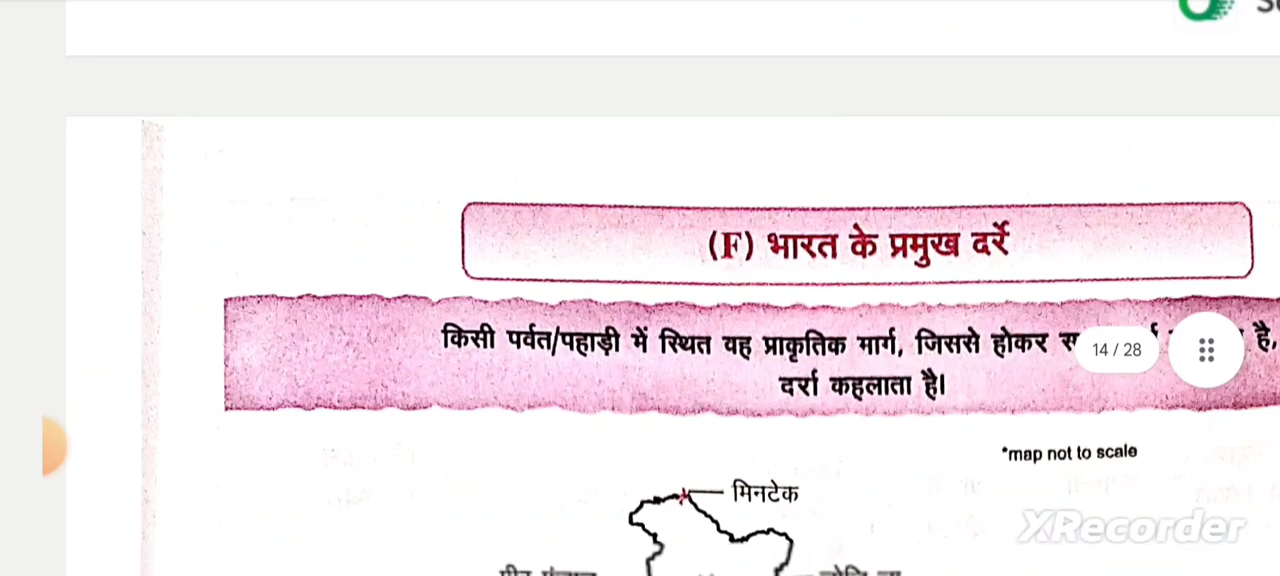 (F) भारत के प्रमुख दर्रे
किसी पर्वत/पहाड़ी में स्थित वह प्राकृतिक मार्ग, जिससे होकर है,
14 / 28
दर्रा कहलाता है।
*map not to scale
मिनटेक
XRecorder